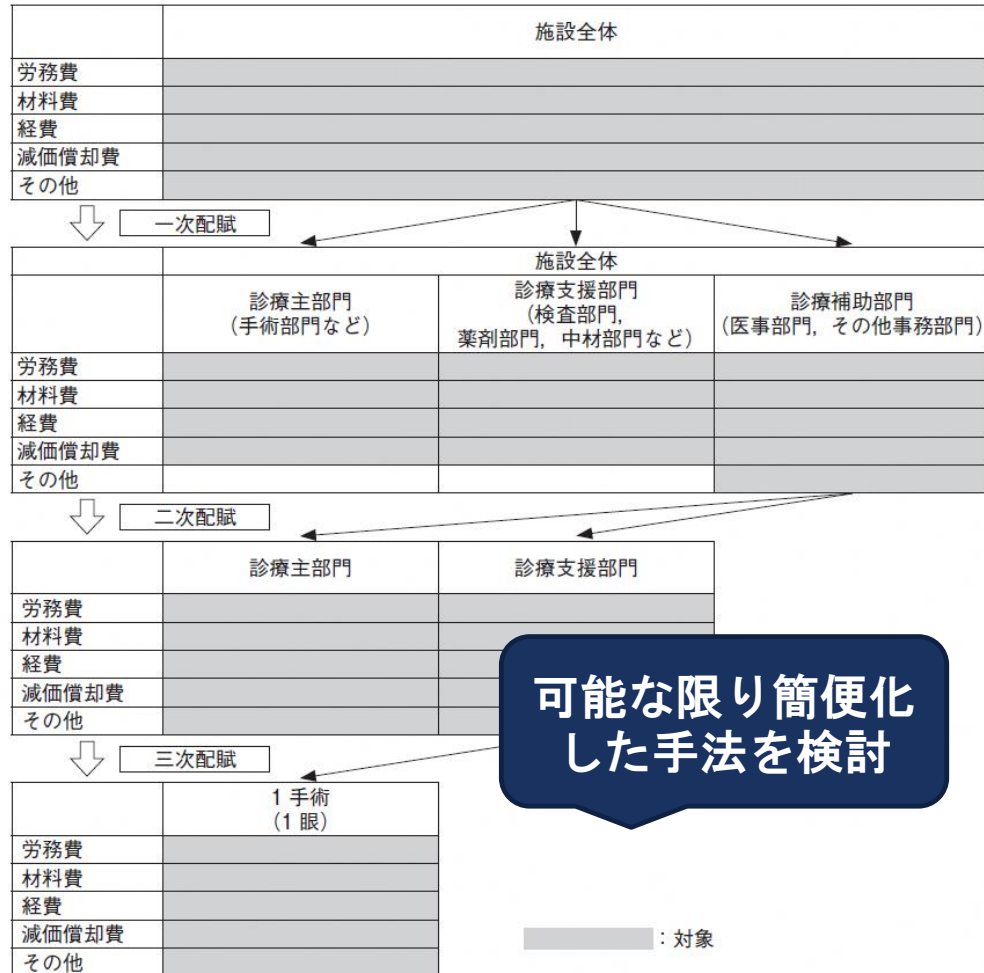 施設全体
労務費
材料費
経費
減価償却費
その他
一次配賦
施設全体
診療主部門
(手術部門など)
診療支援部門
(検査部門,
薬剤部門, 中材部門など)
診療補助部門
(医事部門, その他事務部門)
労務費
材料費
経費
減価償却費
その他
二次配賦
診療主部門
診療支援部門
労務費
材料費
経費
減価償却費
その他
可能な限り簡便化
した手法を検討
三次配賦
1 手術
(1 眼)
労務費
材料費
経費
減価償却費
その他
:対象